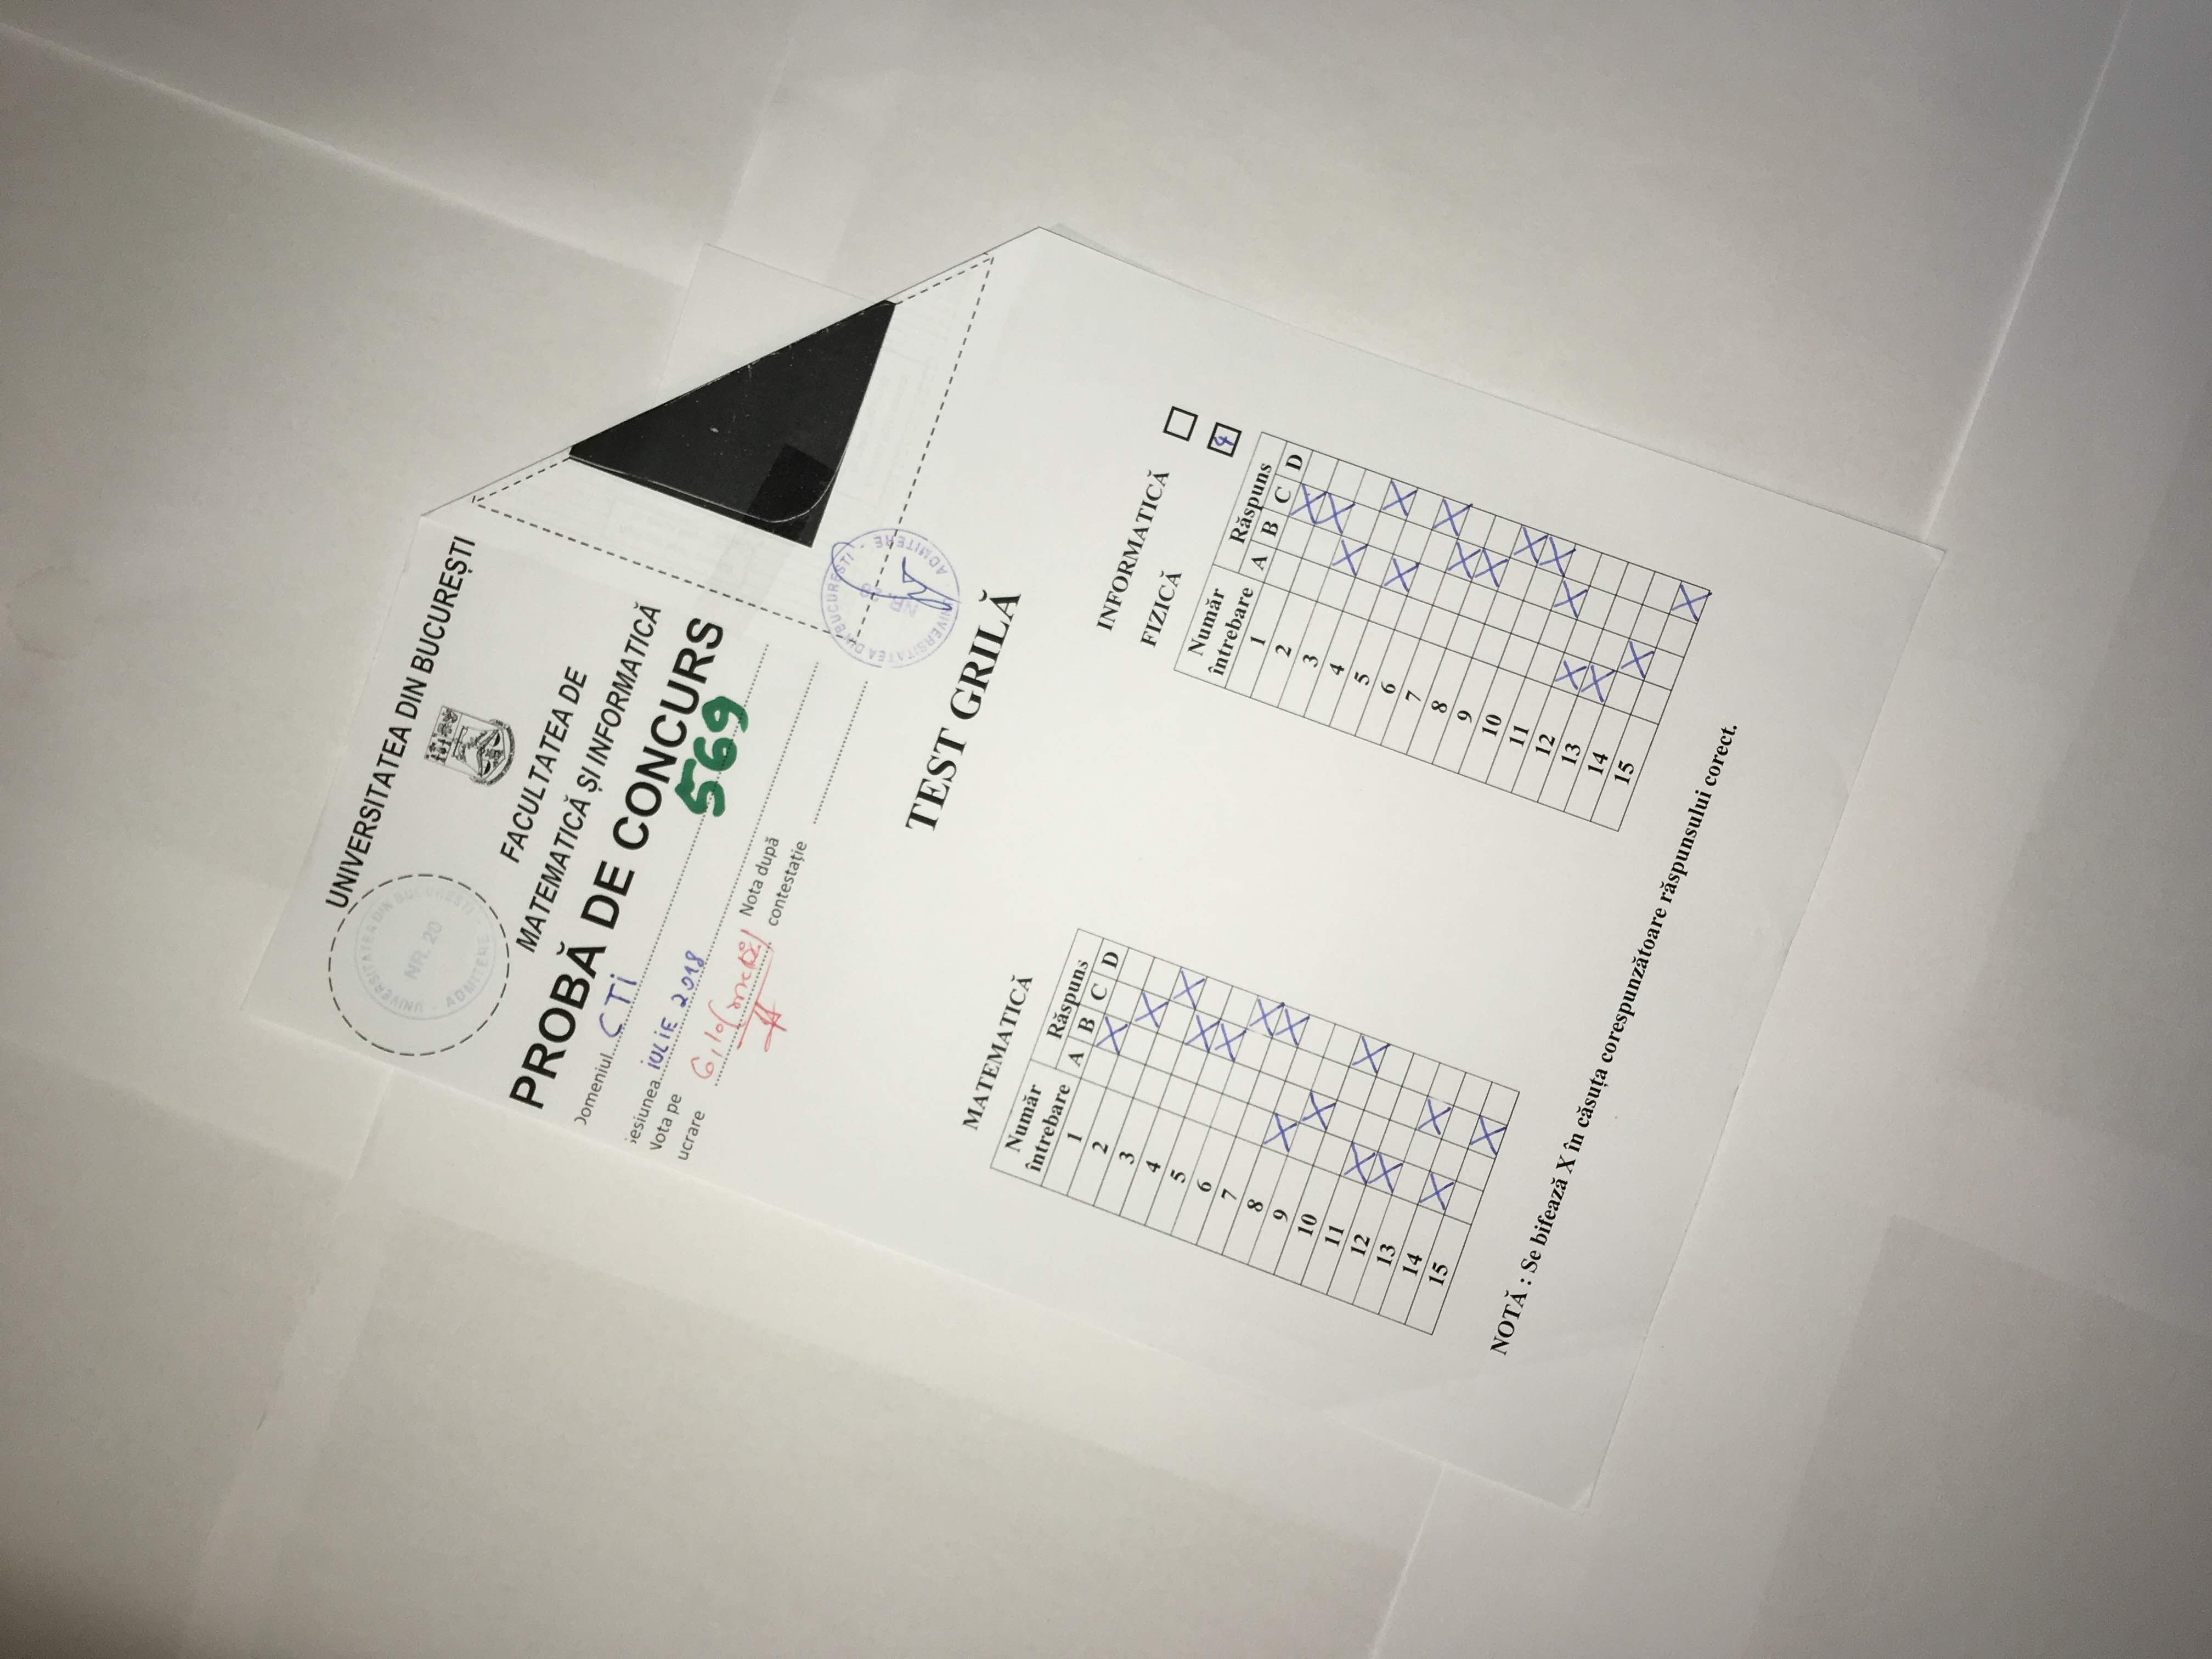 UNIVERSITATEA DIN BUCUREȘTI
UNIVERSITATEA DIN BUCUREȘTI · ADMITERE ·
NR. 20
FACULTATEA DE
MATEMATICĂ ȘI INFORMATICĂ
PROBĂ DE CONCURS
Domeniul CTi
569
Sesiunea iULiE 2018
Nota pe
lucrare 6,10
Nota după
contestație
UNIVERSITATEA DIN BUCUREȘTI · ADMITERE
NR. 20
TEST GRILĂ
MATEMATICĂ
Număr întrebare Răspuns
A B C D
1 X
2 X
3 X
4 X
5 X
6 X
7 X
8 X
9 X
10 X
11 X
12 X
13 X
14 X
15 X
INFORMATICĂ
FIZICĂ
Număr întrebare Răspuns
A B C D
1 X
2 X
3 X
4 X
5 X
6 X
7 X
8 X
9 X
10 X
11 X
12 X
13 X
14 X
15 X
NOTĂ : Se bifează X în căsuța corespunzătoare răspunsului corect.